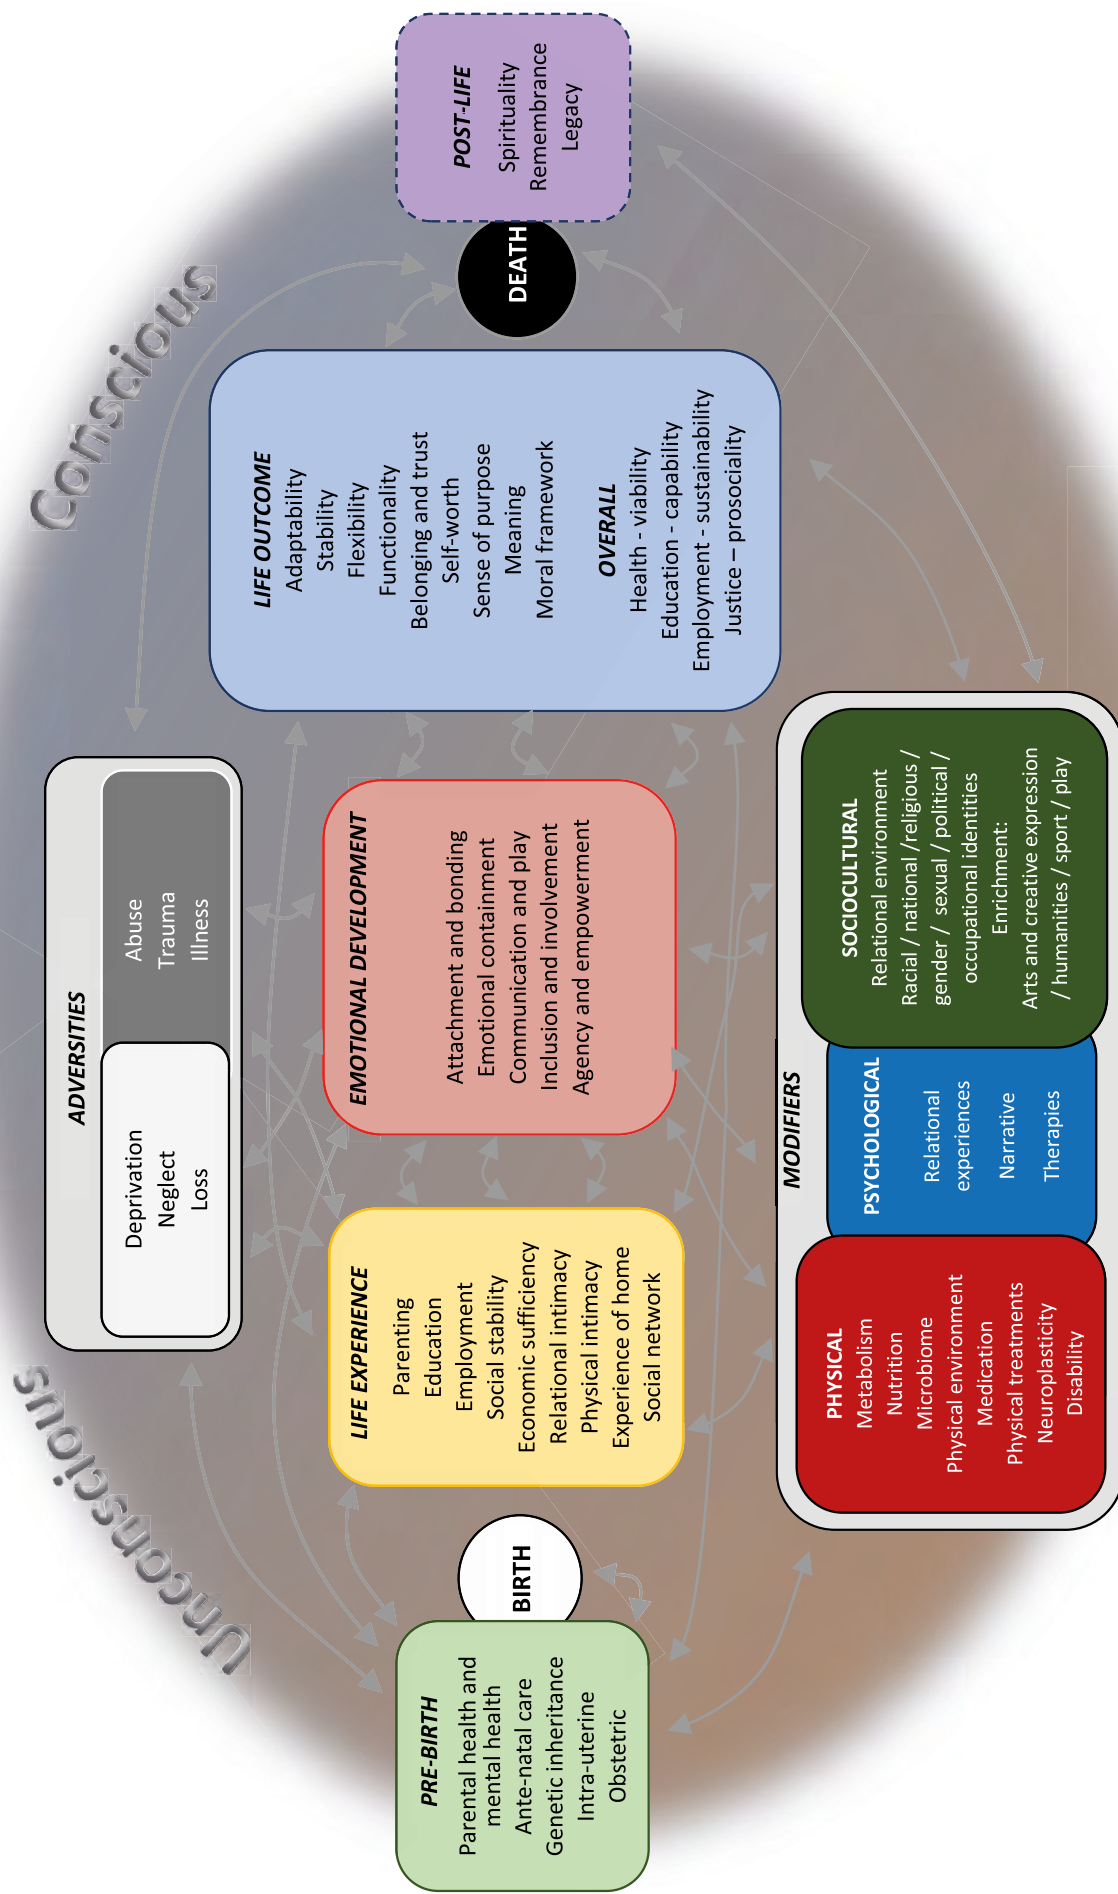 Unconscious
Conscious
ADVERSITIES
Deprivation
Neglect
Loss
Abuse
Trauma
Illness
PRE-BIRTH
Parental health and
mental health
Ante-natal care
Genetic inheritance
Intra-uterine
Obstetric
BIRTH
LIFE EXPERIENCE
Parenting
Education
Employment
Social stability
Economic sufficiency
Relational intimacy
Physical intimacy
Experience of home
Social network
EMOTIONAL DEVELOPMENT
Attachment and bonding
Emotional containment
Communication and play
Inclusion and involvement
Agency and empowerment
LIFE OUTCOME
Adaptability
Stability
Flexibility
Functionality
Belonging and trust
Self-worth
Sense of purpose
Meaning
Moral framework
OVERALL
Health - viability
Education - capability
Employment - sustainability
Justice – prosociality
DEATH
POST-LIFE
Spirituality
Remembrance
Legacy
MODIFIERS
PHYSICAL
Metabolism
Nutrition
Microbiome
Physical environment
Medication
Physical treatments
Neuroplasticity
Disability
PSYCHOLOGICAL
Relational
experiences
Narrative
Therapies
SOCIOCULTURAL
Relational environment
Racial / national /religious /
gender / sexual / political /
occupational identities
Enrichment:
Arts and creative expression
/ humanities / sport / play